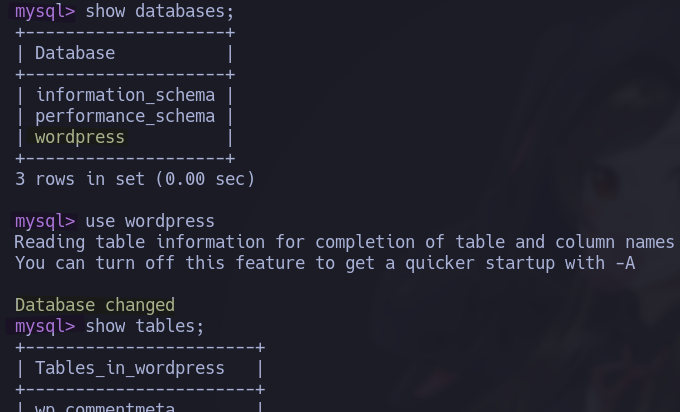 mysql> show databases;
+--------------------+
| Database           |
+--------------------+
| information_schema |
| performance_schema |
| wordpress          |
+--------------------+
3 rows in set (0.00 sec)

mysql> use wordpress
Reading table information for completion of table and column names
You can turn off this feature to get a quicker startup with -A

Database changed
mysql> show tables;
+-----------------------+
| Tables_in_wordpress   |
+-----------------------+
| wp_commentmeta        |